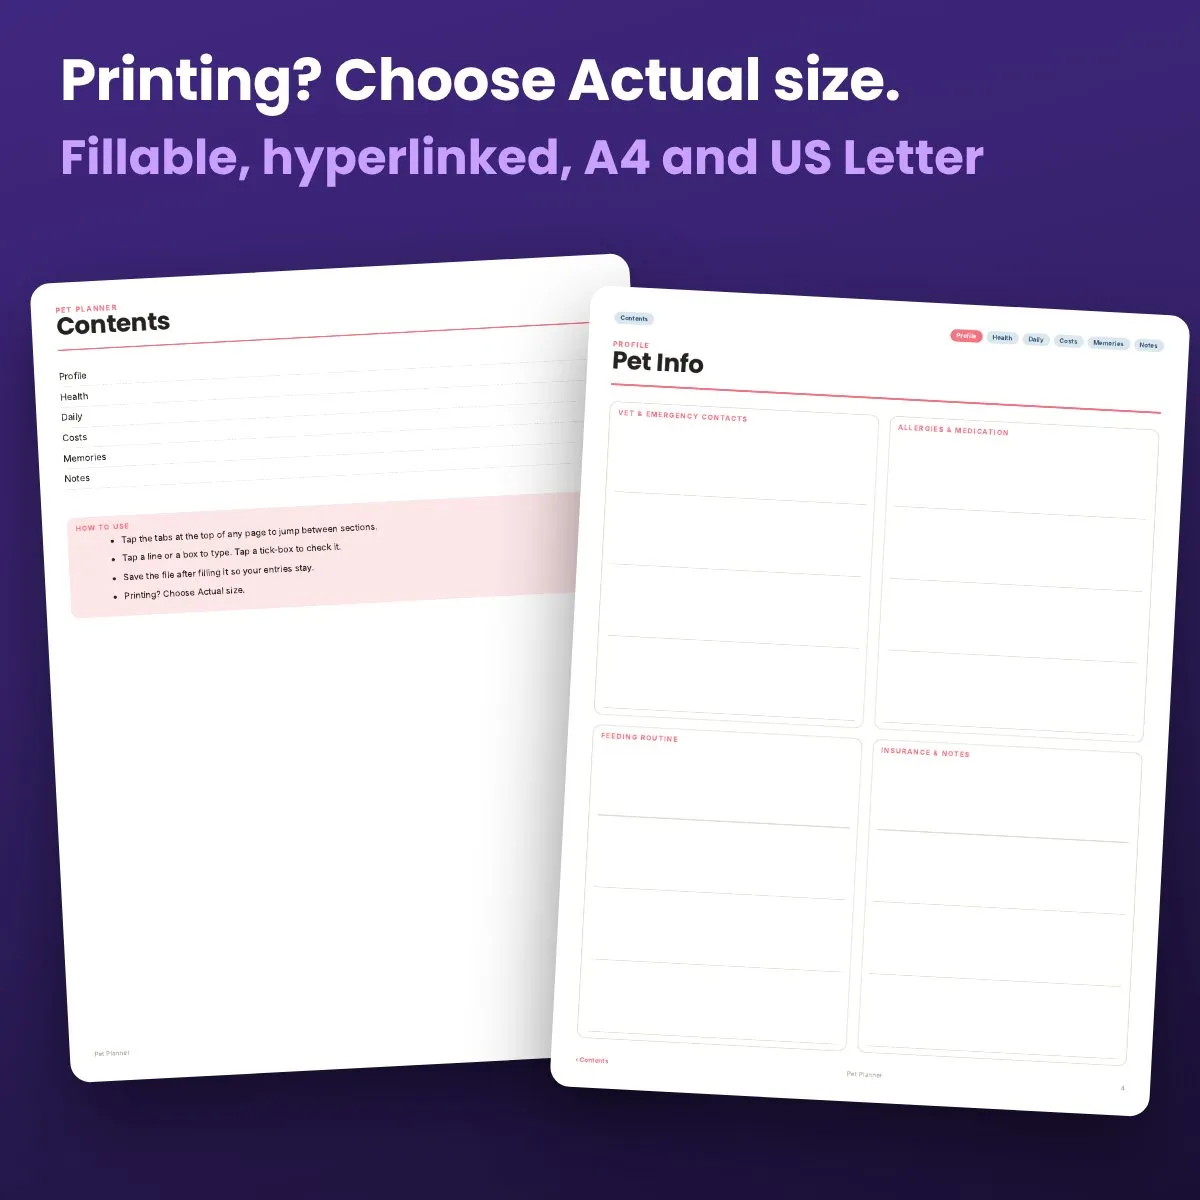 Printing? Choose Actual size.
Fillable, hyperlinked, A4 and US Letter
PET PLANNER
Contents
Profile
Health
Daily
Costs
Memories
Notes
HOW TO USE
• Tap the tabs at the top of any page to jump between sections.
• Tap a line or a box to type. Tap a tick-box to check it.
• Save the file after filling it so your entries stay.
• Printing? Choose Actual size.
Pet Planner
Contents
Profile Health Daily Costs Memories Notes
PROFILE
Pet Info
VET & EMERGENCY CONTACTS
ALLERGIES & MEDICATION
FEEDING ROUTINE
INSURANCE & NOTES
‹ Contents
Pet Planner
4